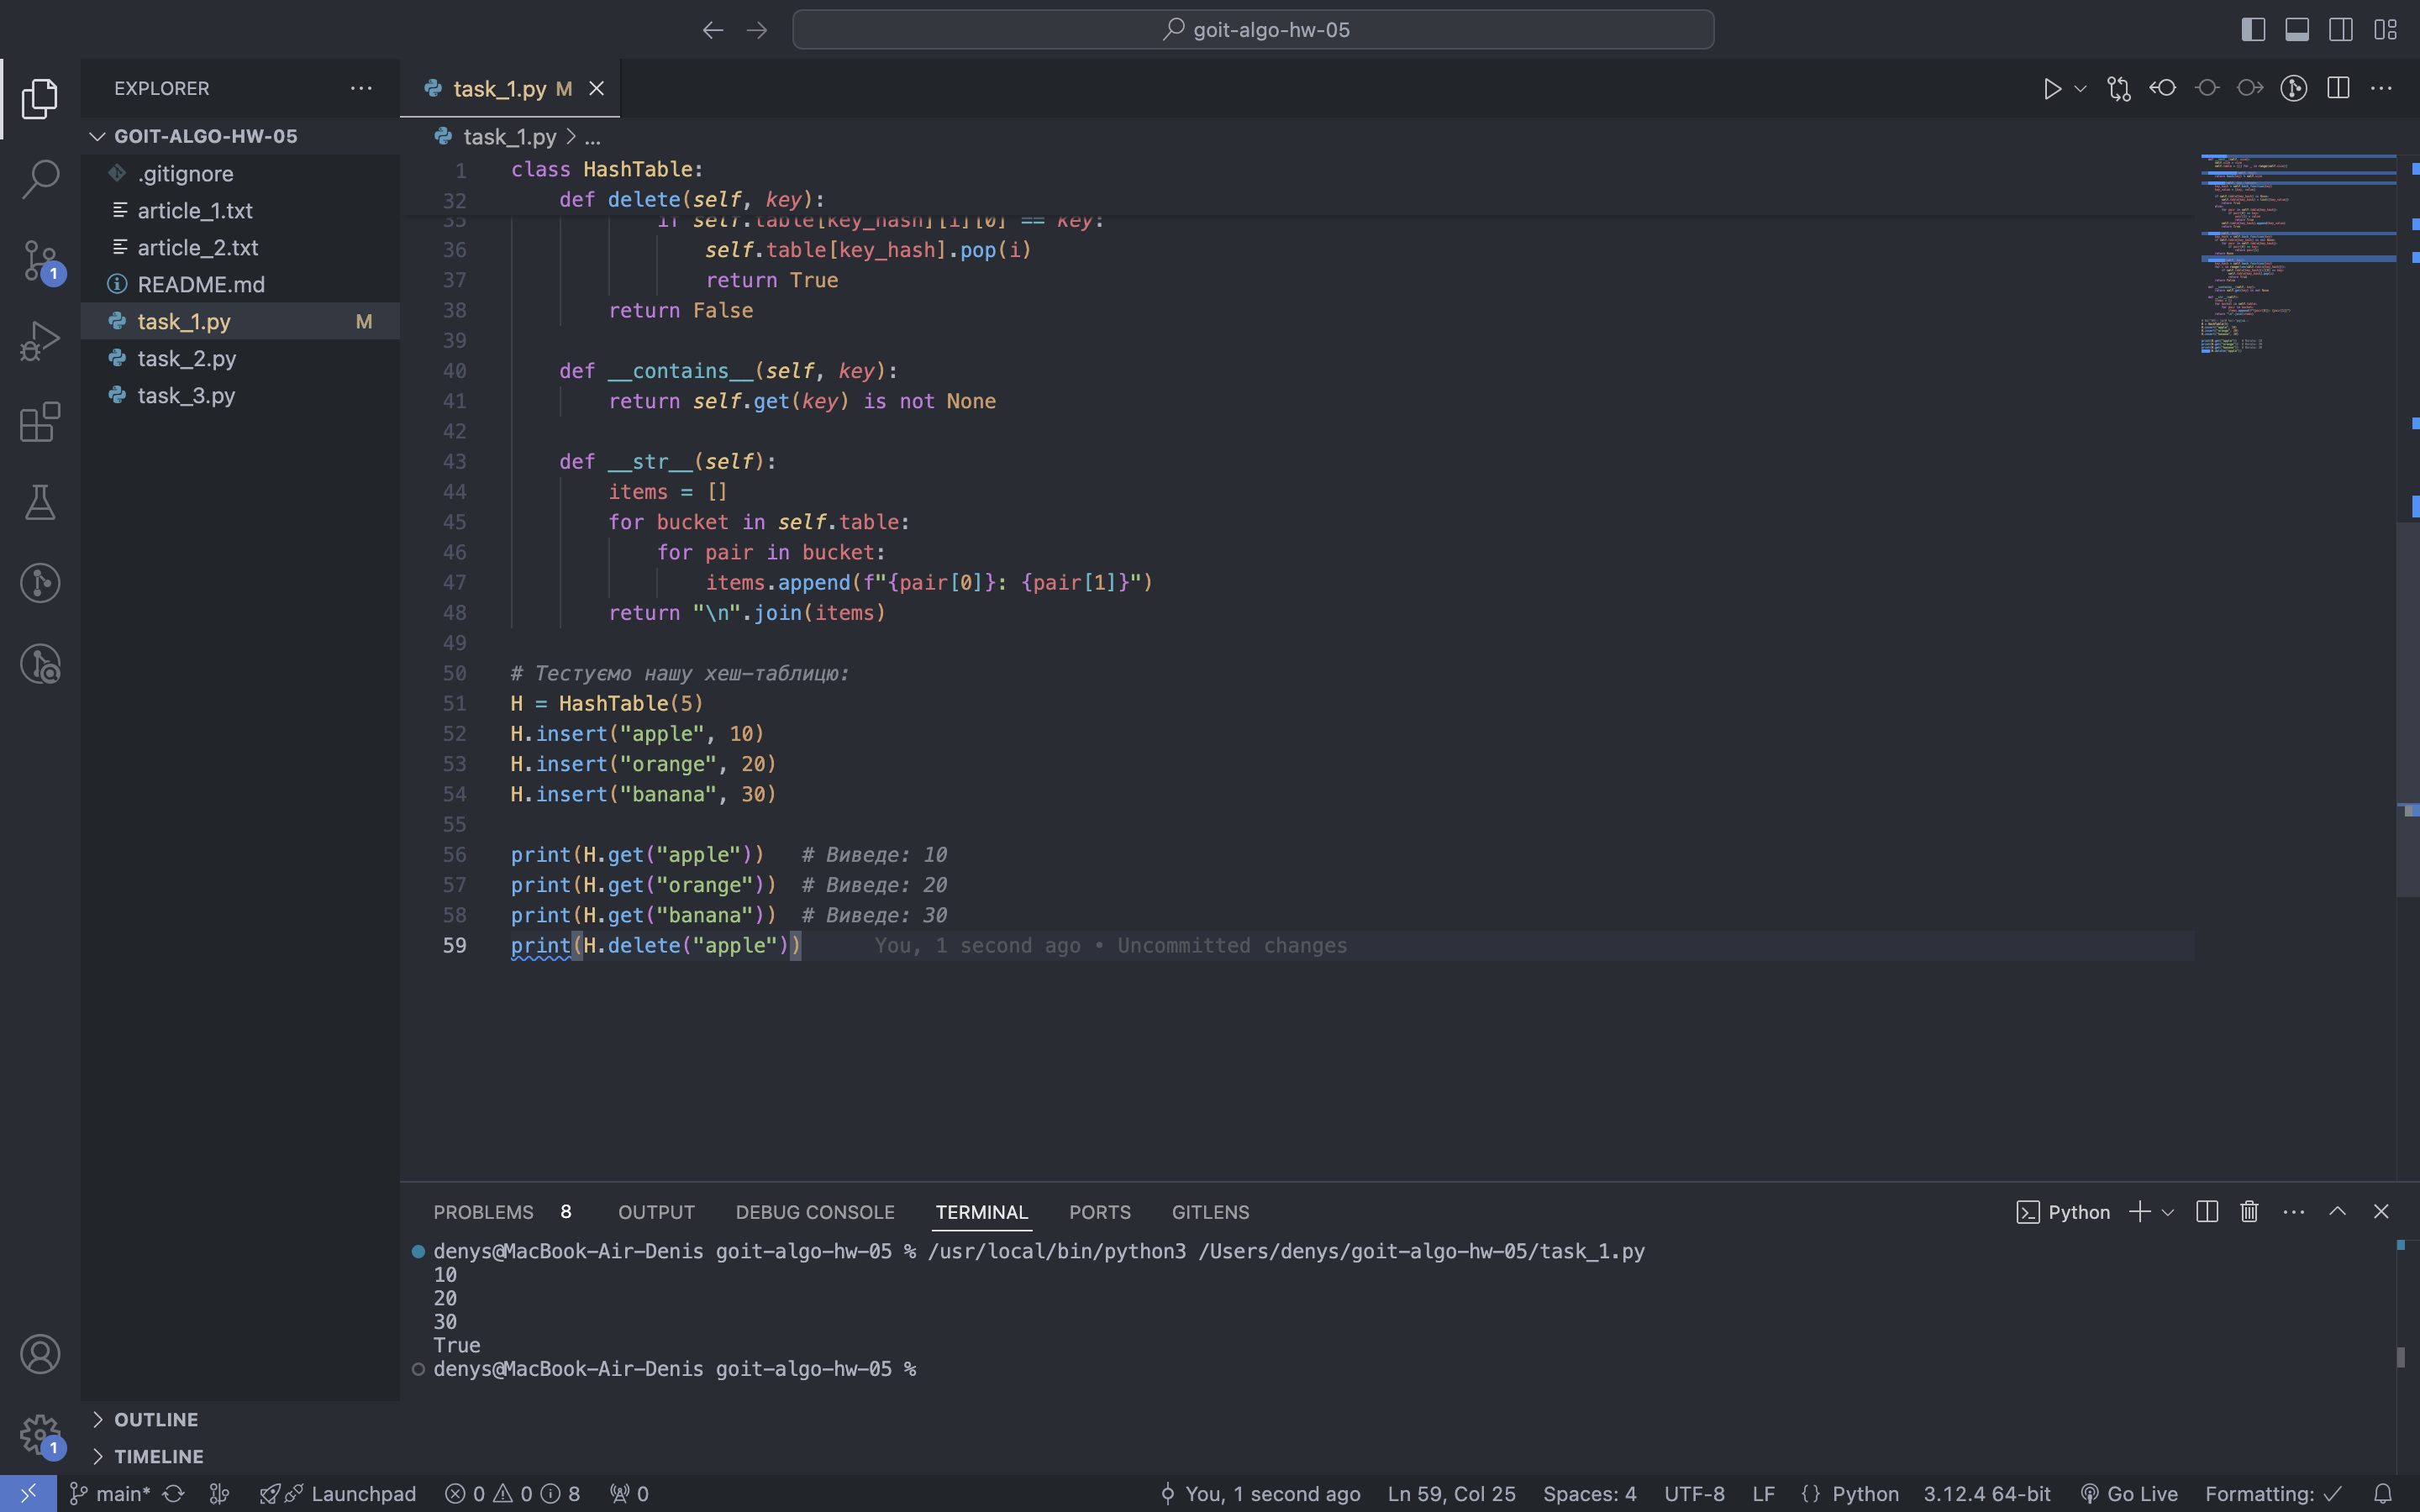 goit-algo-hw-05
EXPLORER
GOIT-ALGO-HW-05
.gitignore
article_1.txt
article_2.txt
README.md
task_1.py M
task_2.py
task_3.py
OUTLINE
TIMELINE
1
1
task_1.py M
task_1.py > ...
1 class HashTable:
32 def delete(self, key):
35 if self.table[key_hash][i][0] == key:
36 self.table[key_hash].pop(i)
37 return True
38 return False
39
40 def __contains__(self, key):
41 return self.get(key) is not None
42
43 def __str__(self):
44 items = []
45 for bucket in self.table:
46 for pair in bucket:
47 items.append(f"{pair[0]}: {pair[1]}")
48 return "\n".join(items)
49
50 # Тестуємо нашу хеш-таблицю:
51 H = HashTable(5)
52 H.insert("apple", 10)
53 H.insert("orange", 20)
54 H.insert("banana", 30)
55
56 print(H.get("apple")) # Виведе: 10
57 print(H.get("orange")) # Виведе: 20
58 print(H.get("banana")) # Виведе: 30
59 print(H.delete("apple")) You, 1 second ago • Uncommitted changes
PROBLEMS 8 OUTPUT DEBUG CONSOLE TERMINAL PORTS GITLENS
Python
denys@MacBook-Air-Denis goit-algo-hw-05 % /usr/local/bin/python3 /Users/denys/goit-algo-hw-05/task_1.py
10
20
30
True
denys@MacBook-Air-Denis goit-algo-hw-05 %
main* Launchpad 0 0 8 0 You, 1 second ago Ln 59, Col 25 Spaces: 4 UTF-8 LF {} Python 3.12.4 64-bit Go Live Formatting: ✓